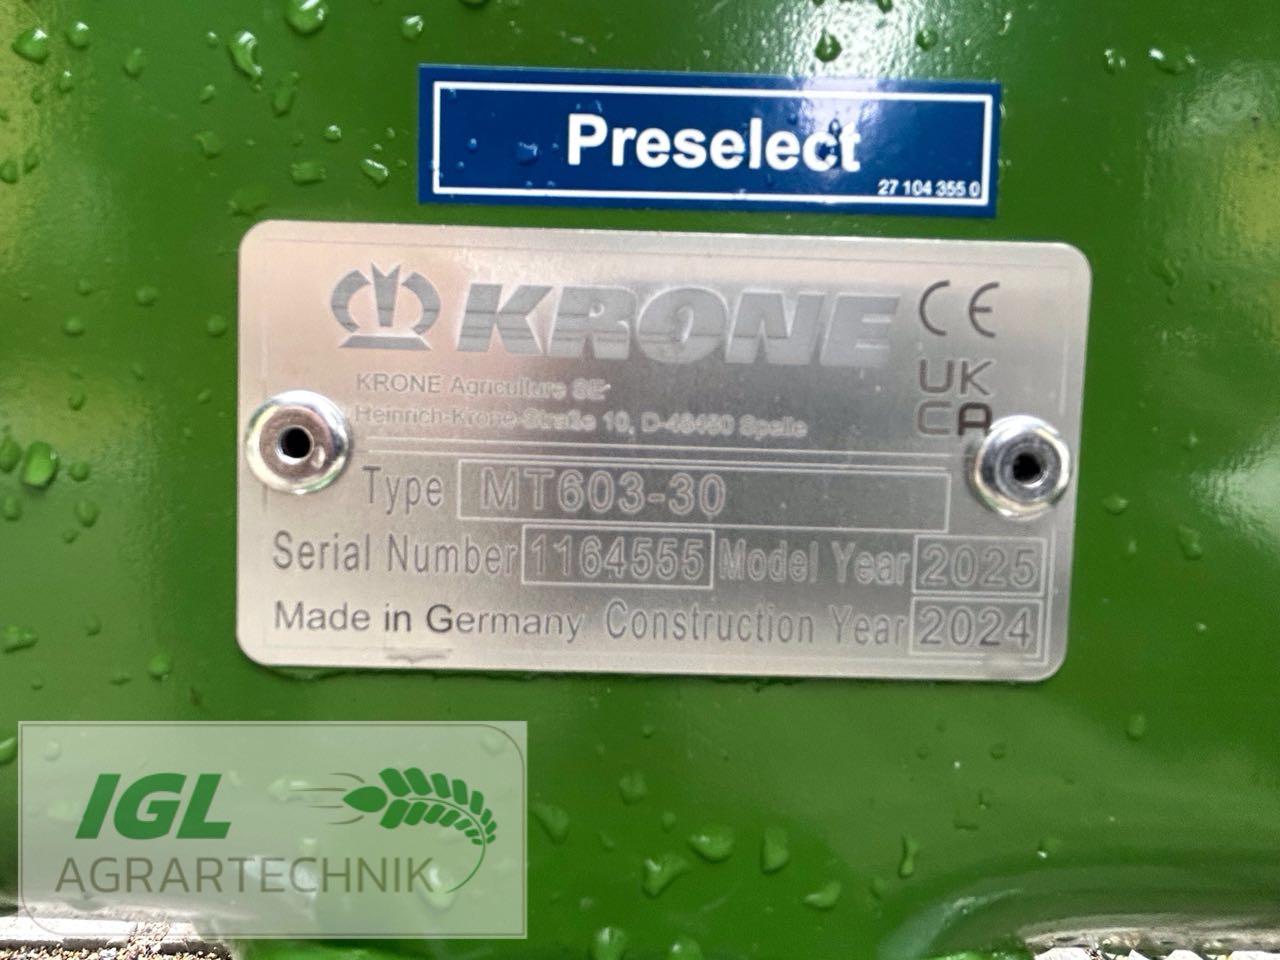 Preselect
27 104 355 0
KRONE
CE
KRONE Agriculture SE
UK
CA
Heinrich-Krone-Straße 10, D-48480 Spelle
Type MT603-30
Serial Number 1164555 Model Year 2025
Made in Germany Construction Year 2024
IGL
AGRARTECHNIK